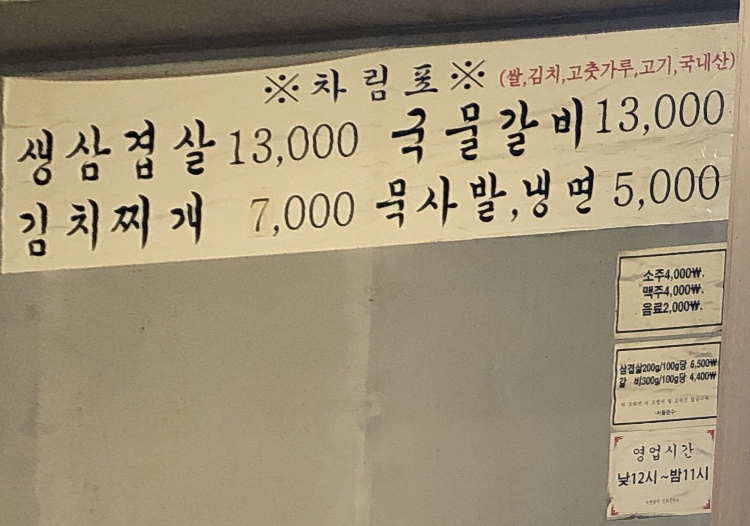 ※차림표※ (쌀,김치,고춧가루,고기,국내산)
생삼겹살 13,000 국물갈비 13,000
김치찌개 7,000 묵사발,냉면 5,000
소주4,000₩.
맥주4,000₩.
음료2,000₩.
삼겹살200g/100g당 6,500₩
갈 비300g/100g당 4,400₩
영업시간
낮12시~밤11시